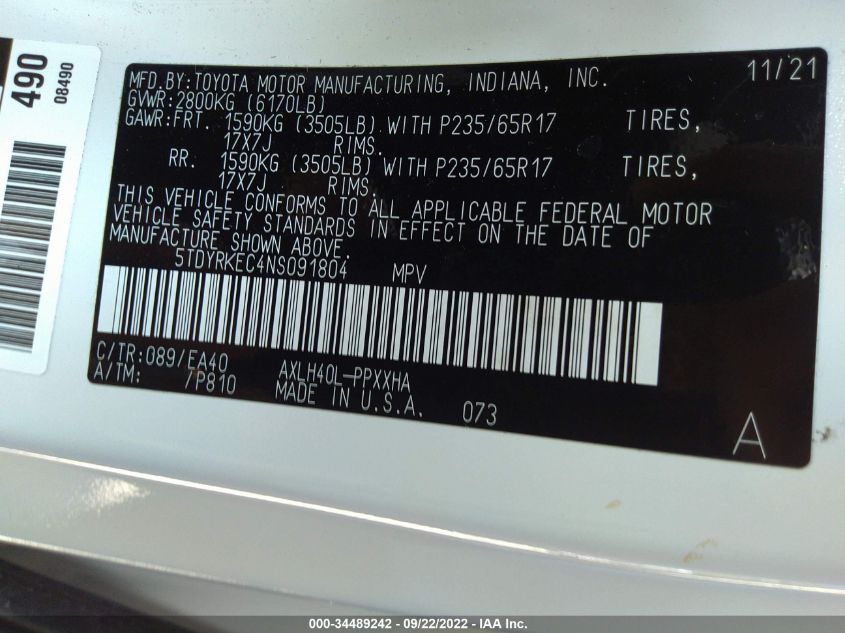 490
08490
MFD.BY:TOYOTA MOTOR MANUFACTURING, INDIANA, INC. 11/21
GVWR:2800KG (6170LB)
GAWR:FRT. 1590KG (3505LB) WITH P235/65R17 TIRES,
17X7J RIMS.
RR. 1590KG (3505LB) WITH P235/65R17 TIRES,
17X7J RIMS.
THIS VEHICLE CONFORMS TO ALL APPLICABLE FEDERAL MOTOR
VEHICLE SAFETY STANDARDS IN EFFECT ON THE DATE OF
MANUFACTURE SHOWN ABOVE.
5TDYRKEC4NS091804 MPV
C/TR:089/EA40 AXLH40L-PPXXHA
A/TM: /P810 MADE IN U.S.A. 073
A
000-34489242 - 09/22/2022 - IAA Inc.